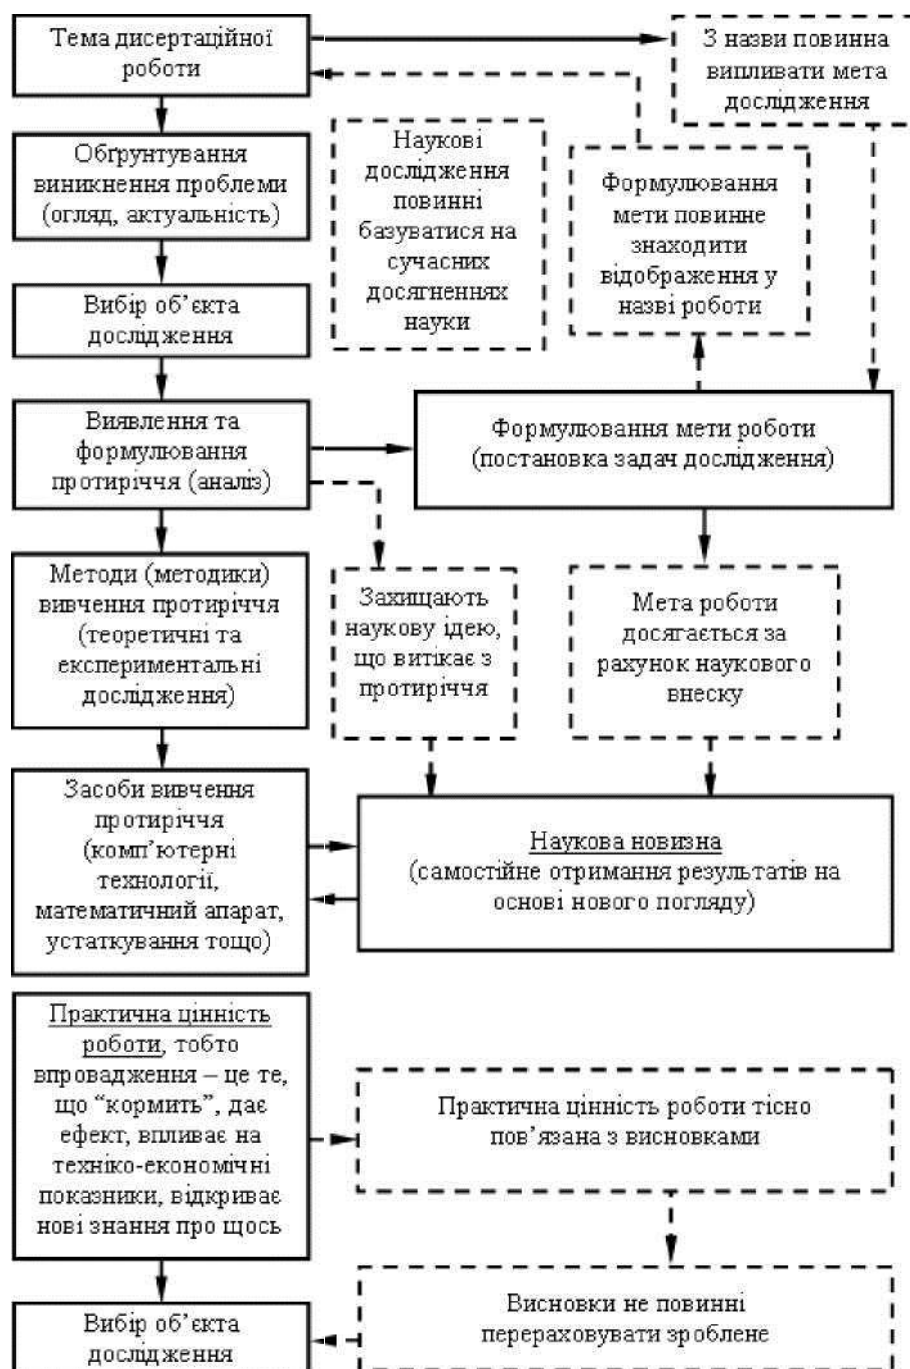 Тема дисертаційної
роботи
З назви повинна
випливати мета
дослідження
Обґрунтування
виникнення проблеми
(огляд, актуальність)
Наукові
дослідження
повинні
базуватися на
сучасних
досягненнях
науки
Формулювання
мети повинне
знаходити
відображення у
назві роботи
Вибір об’єкта
дослідження
Виявлення та
формулювання
протиріччя (аналіз)
Формулювання мети роботи
(постановка задач дослідження)
Методи (методики)
вивчення протиріччя
(теоретичні та
експериментальні
дослідження)
Захищають
наукову ідею,
що витікає з
протиріччя
Мета роботи
досягається за
рахунок наукового
внеску
Засоби вивчення
протиріччя
(комп’ютерні
технології,
математичний апарат,
устаткування тощо)
Наукова новизна
(самостійне отримання результатів на
основі нового погляду)
Практична цінність
роботи, тобто
впровадження – це те,
що “кормить”, дає
ефект, впливає на
техніко-економічні
показники, відкриває
нові знання про щось
Практична цінність роботи тісно
пов’язана з висновками
Вибір об’єкта
дослідження
Висновки не повинні
перераховувати зроблене